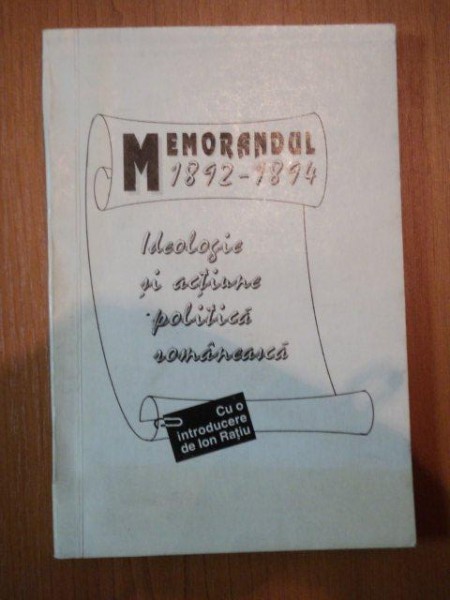 MEMORANDUL
1892-1894
Ideologie
și acțiune
politică
românească
Cu o
introducere
de Ion Rațiu